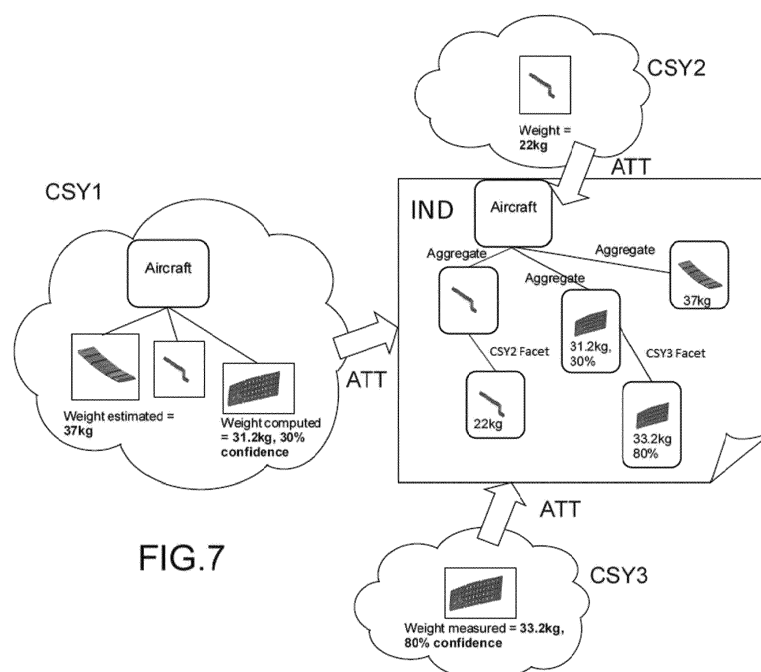 CSY2
Weight =
22kg
ATT
CSY1
Aircraft
Weight estimated =
37kg
Weight computed
= 31.2kg, 30%
confidence
ATT
IND
Aircraft
Aggregate
Aggregate
Aggregate
37kg
31.2kg,
30%
CSY2 Facet
CSY3 Facet
22kg
33.2kg
80%
ATT
FIG.7
CSY3
Weight measured = 33.2kg,
80% confidence